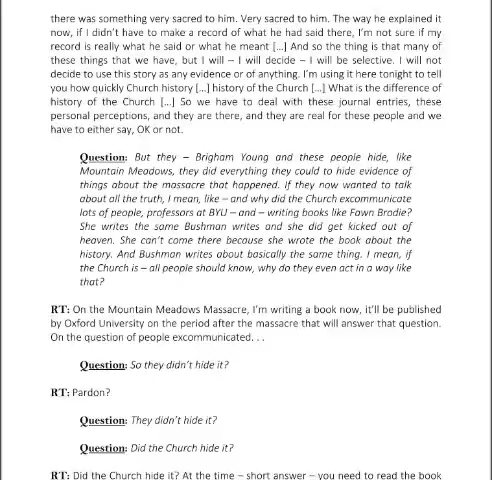 there was something very sacred to him. Very sacred to him. The way he explained it
now, if I didn't have to make a record of what he had said there, I'm not sure if my
record is really what he said or what he meant [...] And so the thing is that many of
these things that we have, but I will – I will decide – I will be selective. I will not
decide to use this story as any evidence or of anything. I'm using it here tonight to tell
you how quickly Church history [...] history of the Church [...] What is the difference of
history of the Church [...] So we have to deal with these journal entries, these
personal perceptions, and they are there, and they are real for these people and we
have to either say, OK or not.
Question: But they – Brigham Young and these people hide, like
Mountain Meadows, they did everything they could to hide evidence of
things about the massacre that happened. If they now wanted to talk
about all the truth, I mean, like – and why did the Church excommunicate
lots of people, professors at BYU – and – writing books like Fawn Brodie?
She writes the same Bushman writes and she did get kicked out of
heaven. She can't come there because she wrote the book about the
history. And Bushman writes about basically the same thing. I mean, if
the Church is – all people should know, why do they even act in a way like
that?
RT: On the Mountain Meadows Massacre, I'm writing a book now, it'll be published
by Oxford University on the period after the massacre that will answer that question.
On the question of people excommunicated. . .
Question: So they didn't hide it?
RT: Pardon?
Question: They didn't hide it?
Question: Did the Church hide it?
RT: Did the Church hide it? At the time – short answer – you need to read the book